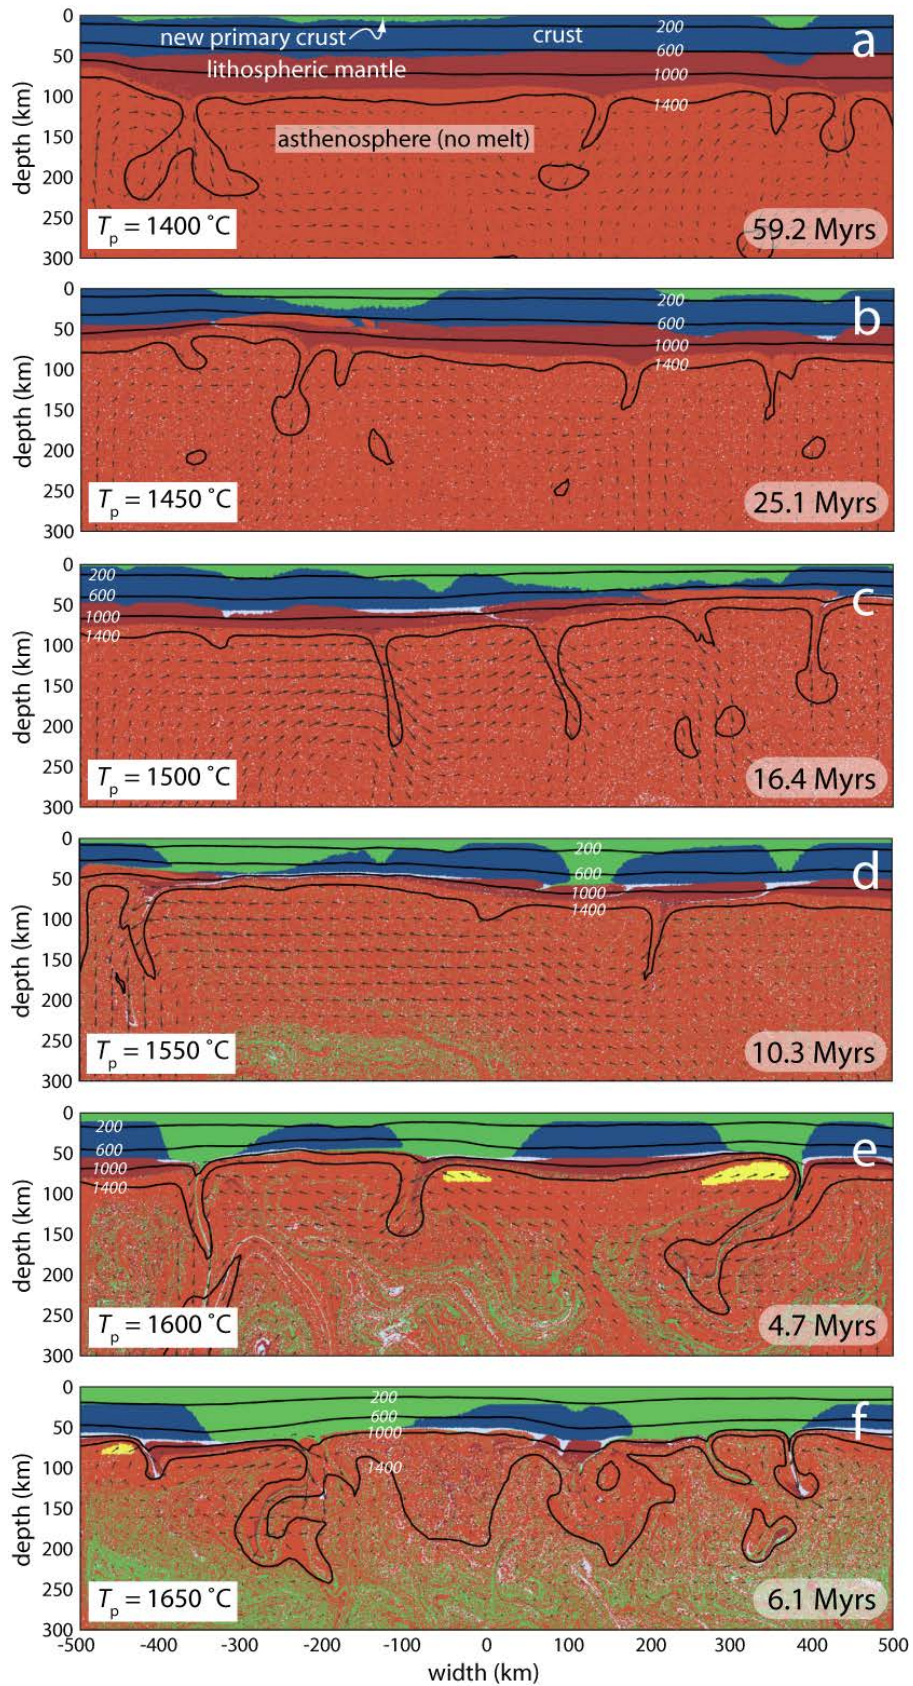 0
new primary crust
crust
200
a
50
600
lithospheric mantle
1000
100
1400
150
asthenosphere (no melt)
200
250
Tp = 1400 ˚C
59.2 Myrs
300
depth (km)
0
200
b
50
600
1000
100
1400
150
200
250
Tp = 1450 ˚C
25.1 Myrs
300
depth (km)
0
200
600
c
50
1000
1400
100
150
200
250
Tp = 1500 ˚C
16.4 Myrs
300
depth (km)
0
200
600
d
50
1000
1400
100
150
200
250
Tp = 1550 ˚C
10.3 Myrs
300
depth (km)
0
200
600
e
50
1000
1400
100
150
200
250
Tp = 1600 ˚C
4.7 Myrs
300
depth (km)
0
200
600
f
50
1000
100
1400
150
200
250
Tp = 1650 ˚C
6.1 Myrs
300
depth (km)
-500 -400 -300 -200 -100 0 100 200 300 400 500
width (km)